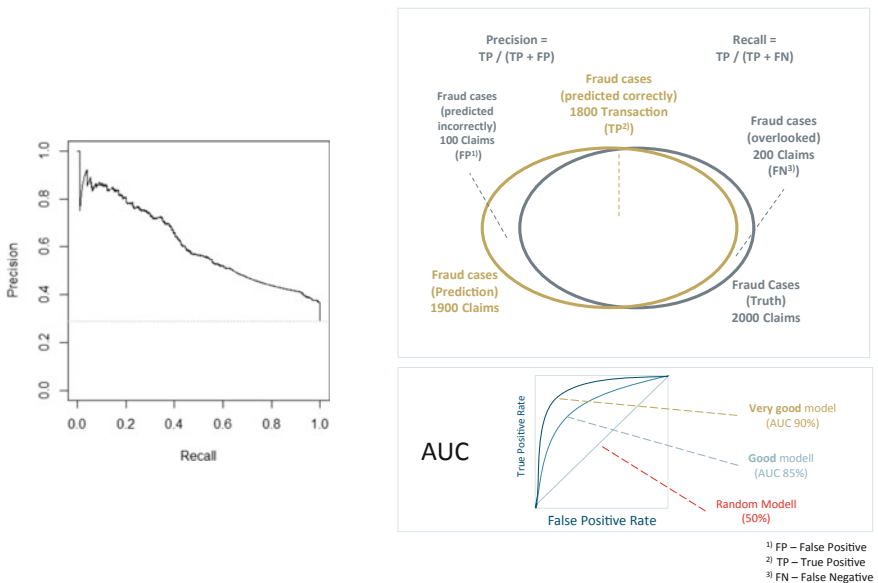 Precision
1.0
0.8
0.6
0.4
0.2
0.0
0.0 0.2 0.4 0.6 0.8 1.0
Recall
Precision =
TP / (TP + FP)
Recall =
TP / (TP + FN)
Fraud cases
(predicted
incorrectly)
100 Claims
(FP¹⁾)
Fraud cases
(predicted correctly)
1800 Transaction
(TP²⁾)
Fraud cases
(overlooked)
200 Claims
(FN³⁾)
Fraud cases
(Prediction)
1900 Claims
Fraud Cases
(Truth)
2000 Claims
AUC
True Positive Rate
False Positive Rate
Very good model
(AUC 90%)
Good modell
(AUC 85%)
Random Modell
(50%)
¹⁾ FP – False Positive
²⁾ TP – True Positive
³⁾ FN – False Negative